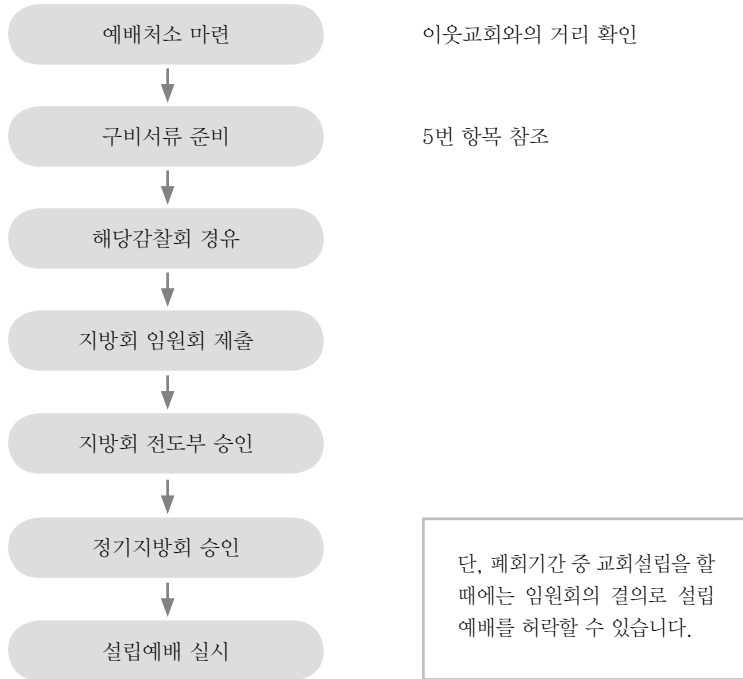 예배처소 마련
이웃교회와의 거리 확인
구비서류 준비
5번 항목 참조
해당감찰회 경유
지방회 임원회 제출
지방회 전도부 승인
정기지방회 승인
단, 폐회기간 중 교회설립을 할
때에는 임원회의 결의로 설립
예배를 허락할 수 있습니다.
설립예배 실시